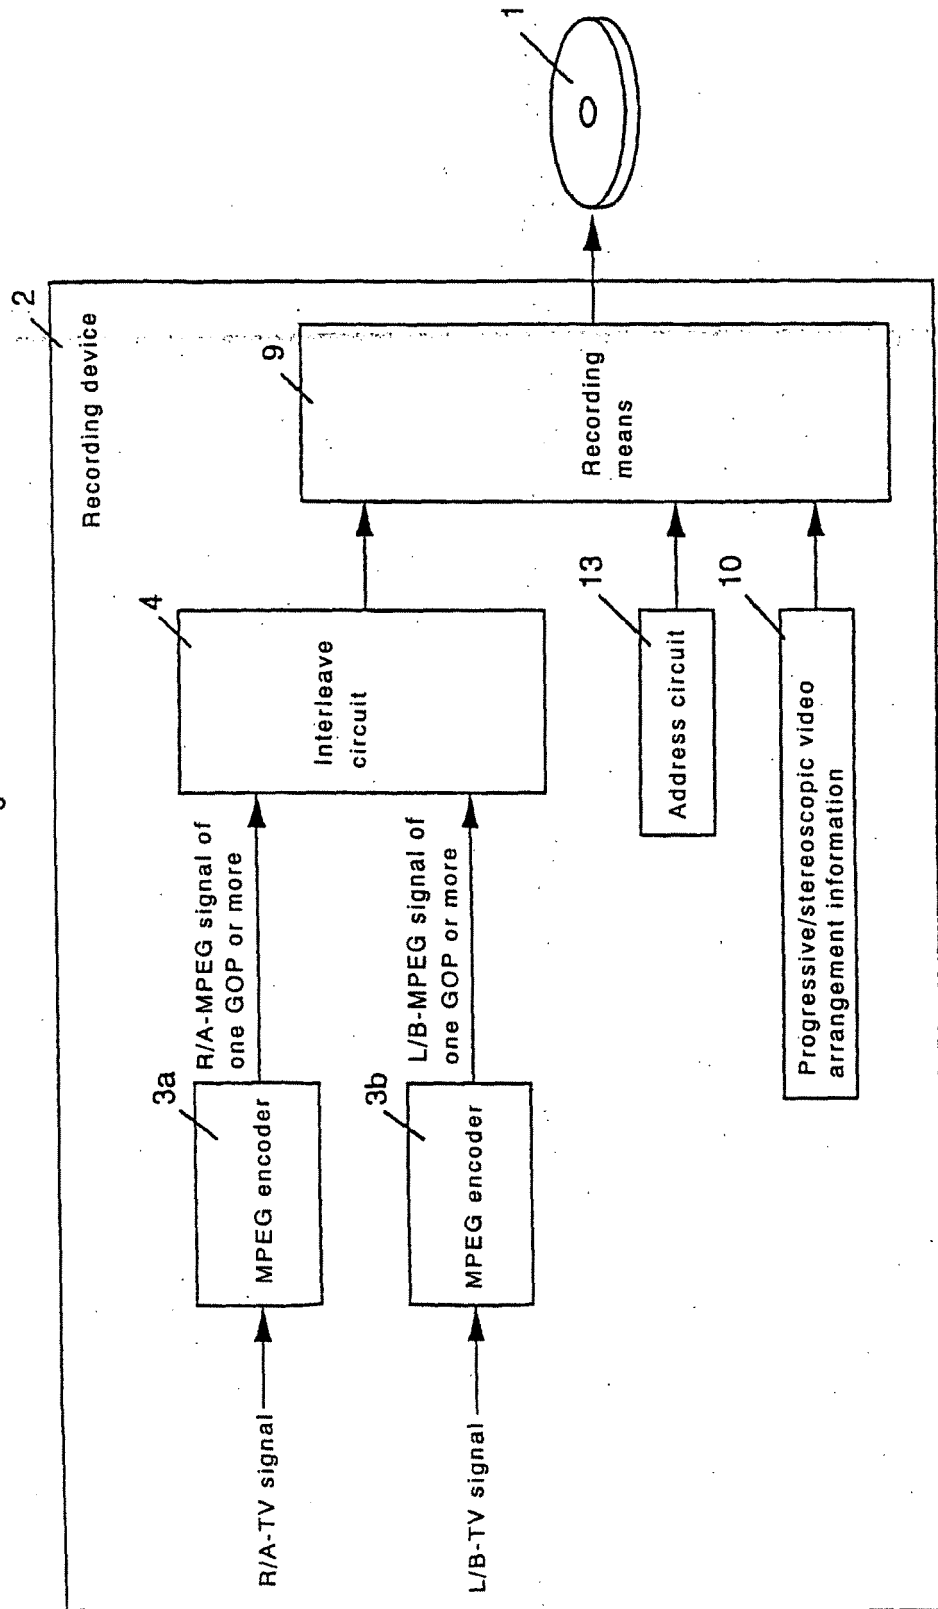 2
Recording device
R/A-TV signal
3a
MPEG encoder
R/A-MPEG signal of
one GOP or more
4
Interleave
circuit
9
Recording
means
1
L/B-TV signal
3b
MPEG encoder
L/B-MPEG signal of
one GOP or more
13
Address circuit
10
Progressive/stereoscopic video
arrangement information